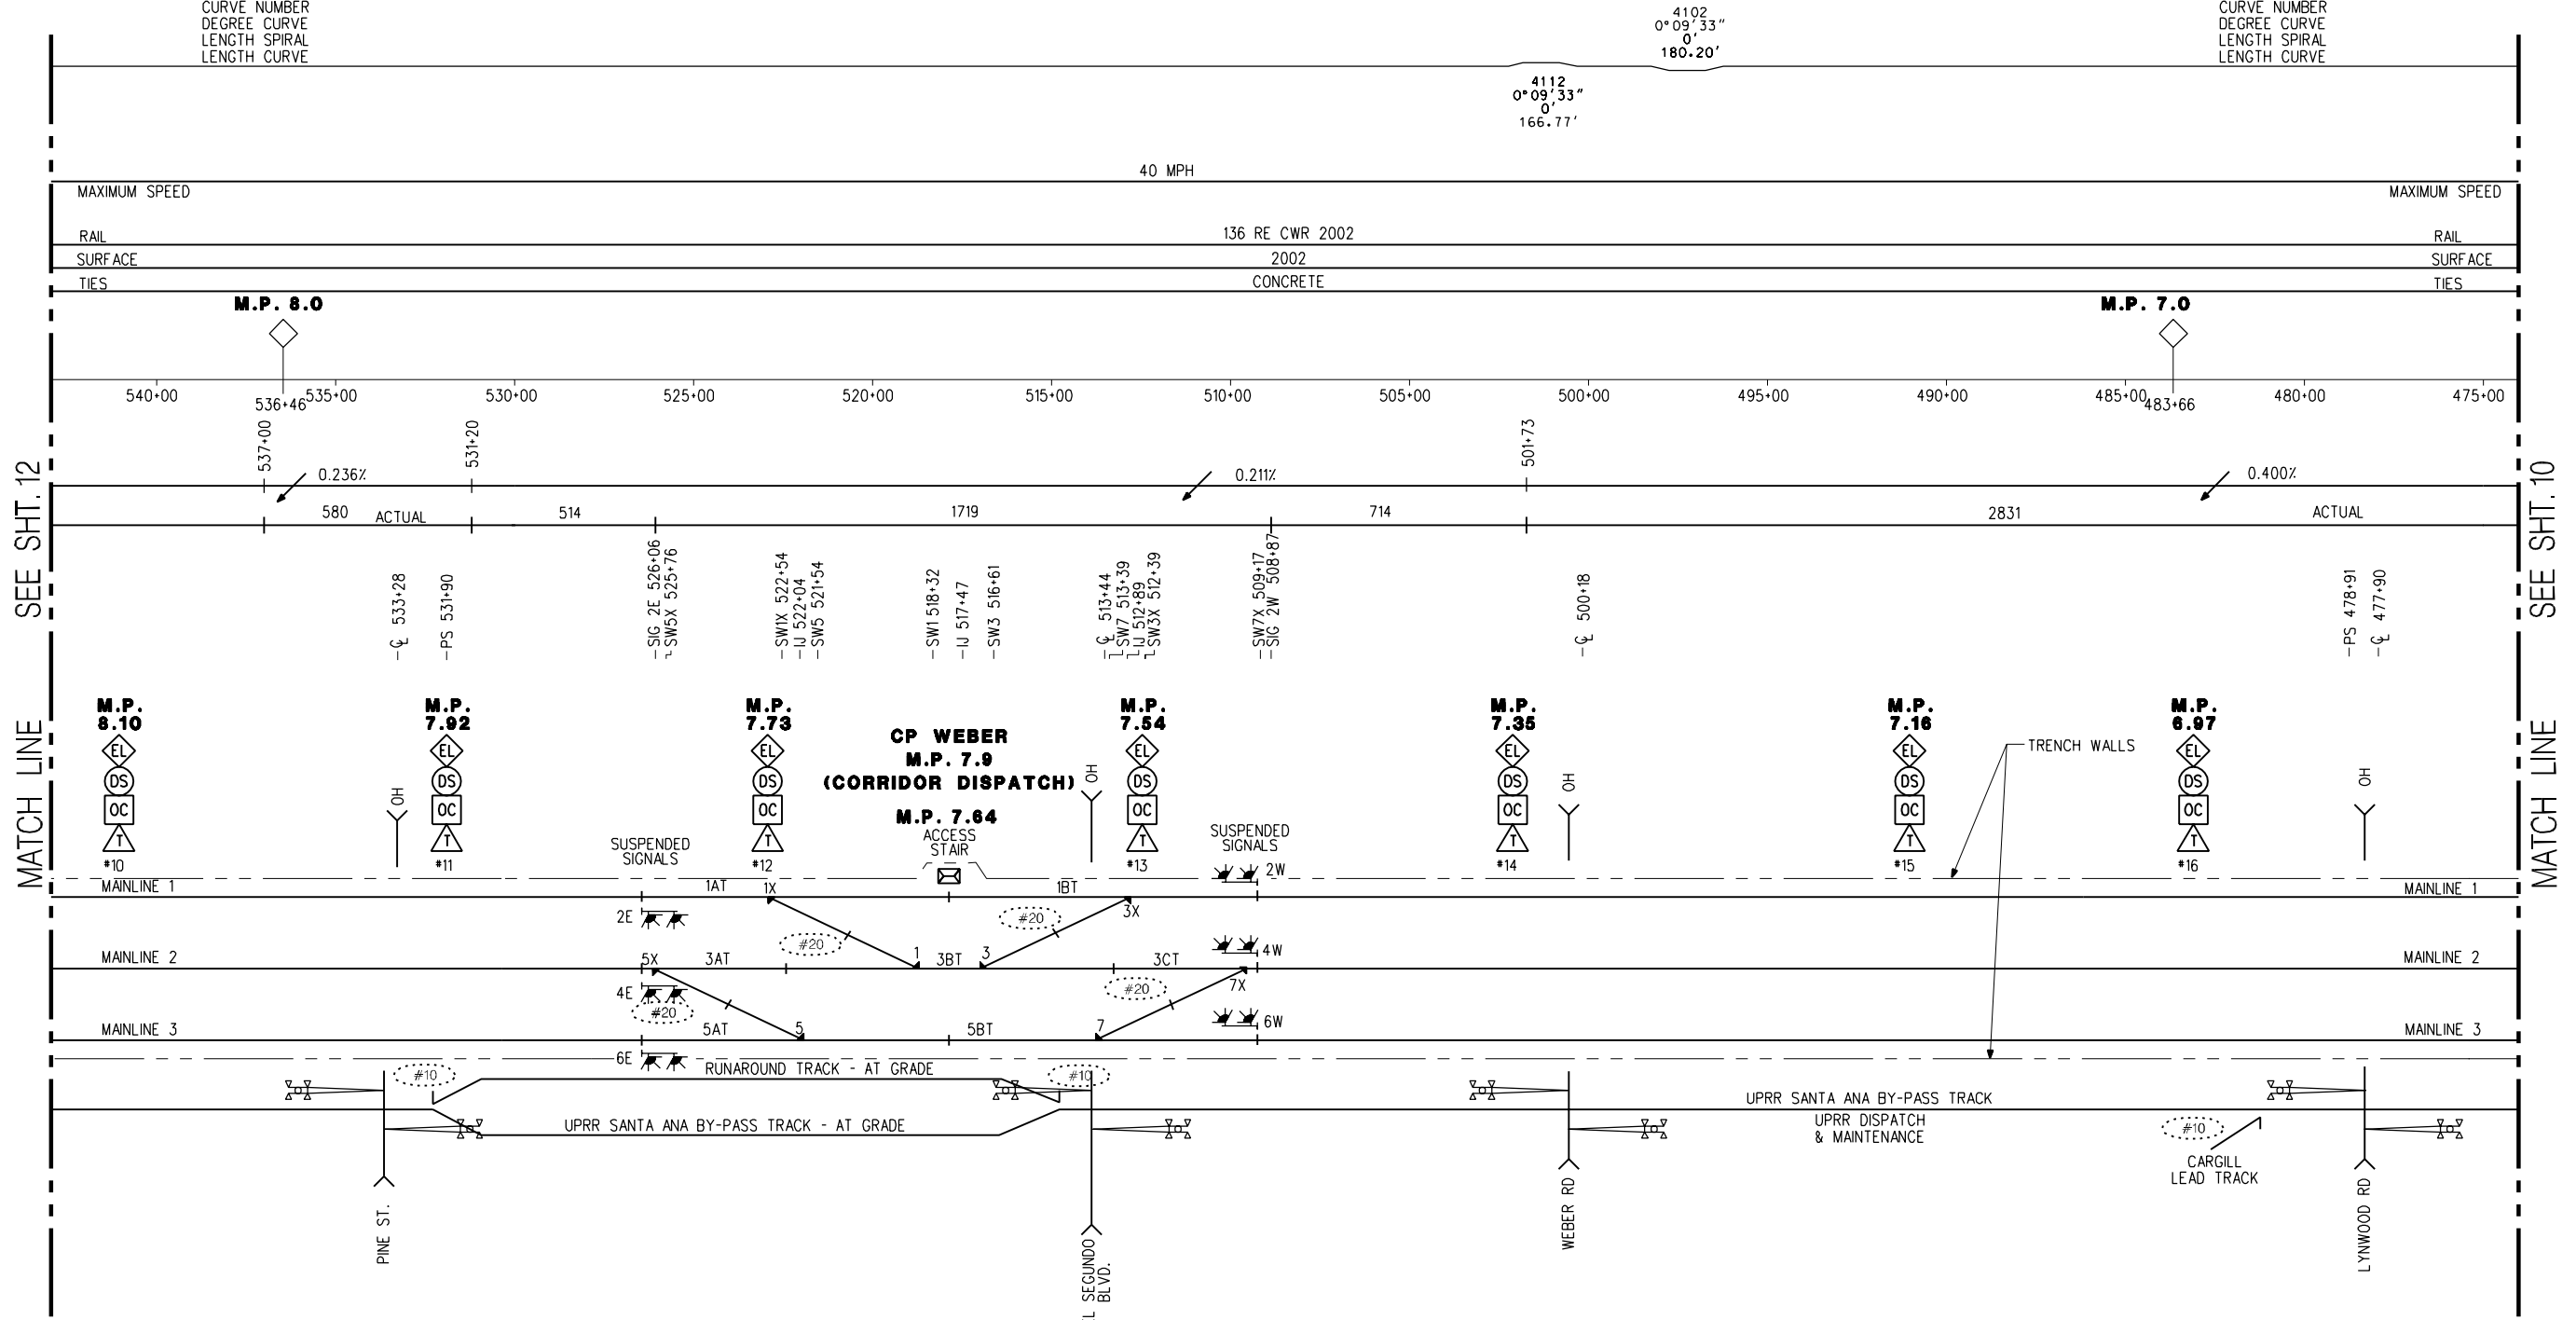 CURVE NUMBER
DEGREE CURVE
LENGTH SPIRAL
LENGTH CURVE
4102
0°09'33"
0'
180.20'
CURVE NUMBER
DEGREE CURVE
LENGTH SPIRAL
LENGTH CURVE
4112
0°09'33"
0'
166.77'
40 MPH
MAXIMUM SPEED
MAXIMUM SPEED
RAIL
136 RE CWR 2002
RAIL
SURFACE
2002
SURFACE
TIES
CONCRETE
TIES
M.P. 8.0
M.P. 7.0
540+00
536+46
535+00
530+00
525+00
520+00
515+00
510+00
505+00
500+00
495+00
490+00
485+00
483+66
480+00
475+00
537+00
531+20
501+73
0.236%
0.211%
0.400%
580
ACTUAL
514
1719
714
2831
ACTUAL
MATCH LINE SEE SHT. 12
MATCH LINE SEE SHT. 10
℄ 533+28
PS 531+90
SIG 2E 526+06
SW5X 525+76
SW1X 522+54
IJ 522+04
SW5 521+54
SW1 518+32
IJ 517+47
SW3 516+61
℄ 513+44
SW7 513+39
IJ 512+89
SW3X 512+39
SW7X 509+17
SIG 2W 508+87
℄ 500+18
PS 478+91
℄ 477+90
M.P.
8.10
EL
DS
OC
T
#10
OH
M.P.
7.92
EL
DS
OC
T
#11
M.P.
7.73
EL
DS
OC
T
#12
CP WEBER
M.P. 7.9
(CORRIDOR DISPATCH)
M.P. 7.64
ACCESS
STAIR
OH
M.P.
7.54
EL
DS
OC
T
#13
M.P.
7.35
EL
DS
OC
T
#14
OH
M.P.
7.16
EL
DS
OC
T
#15
TRENCH WALLS
M.P.
6.97
EL
DS
OC
T
#16
OH
SUSPENDED
SIGNALS
SUSPENDED
SIGNALS
2W
MAINLINE 1
1AT
1X
1BT
MAINLINE 1
2E
#20
#20
3X
MAINLINE 2
5X
3AT
1
3BT
3
3CT
4W
MAINLINE 2
4E
#20
#20
7X
MAINLINE 3
5AT
5
5BT
7
6W
MAINLINE 3
6E
#10
RUNAROUND TRACK - AT GRADE
#10
UPRR SANTA ANA BY-PASS TRACK - AT GRADE
UPRR SANTA ANA BY-PASS TRACK
UPRR DISPATCH
& MAINTENANCE
#10
CARGILL
LEAD TRACK
PINE ST.
L SEGUNDO
BLVD.
WEBER RD
LYNWOOD RD